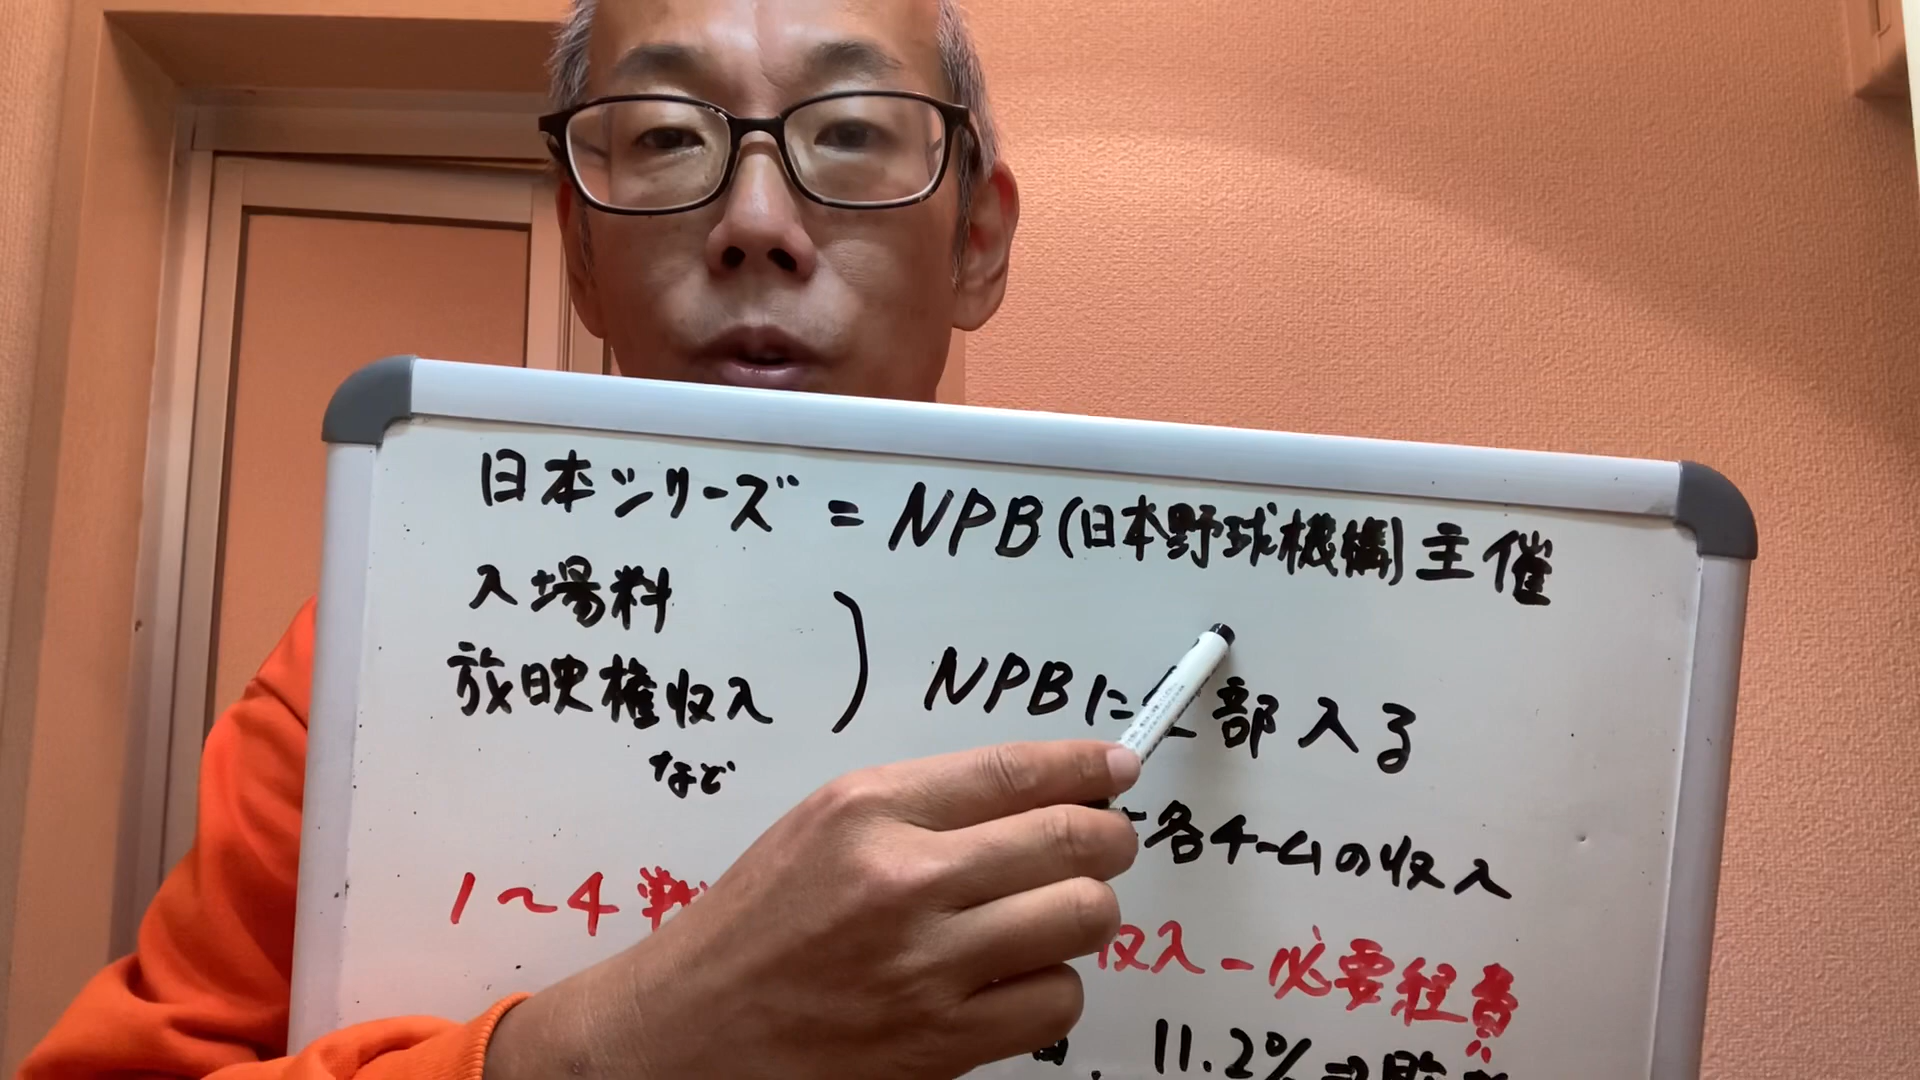 日本シリーズ = NPB(日本野球機構)主催
入場料
放映権収入
など
NPBに 部入る
各チームの収入
1〜4戦
収入-必要経費
11.2%⇒